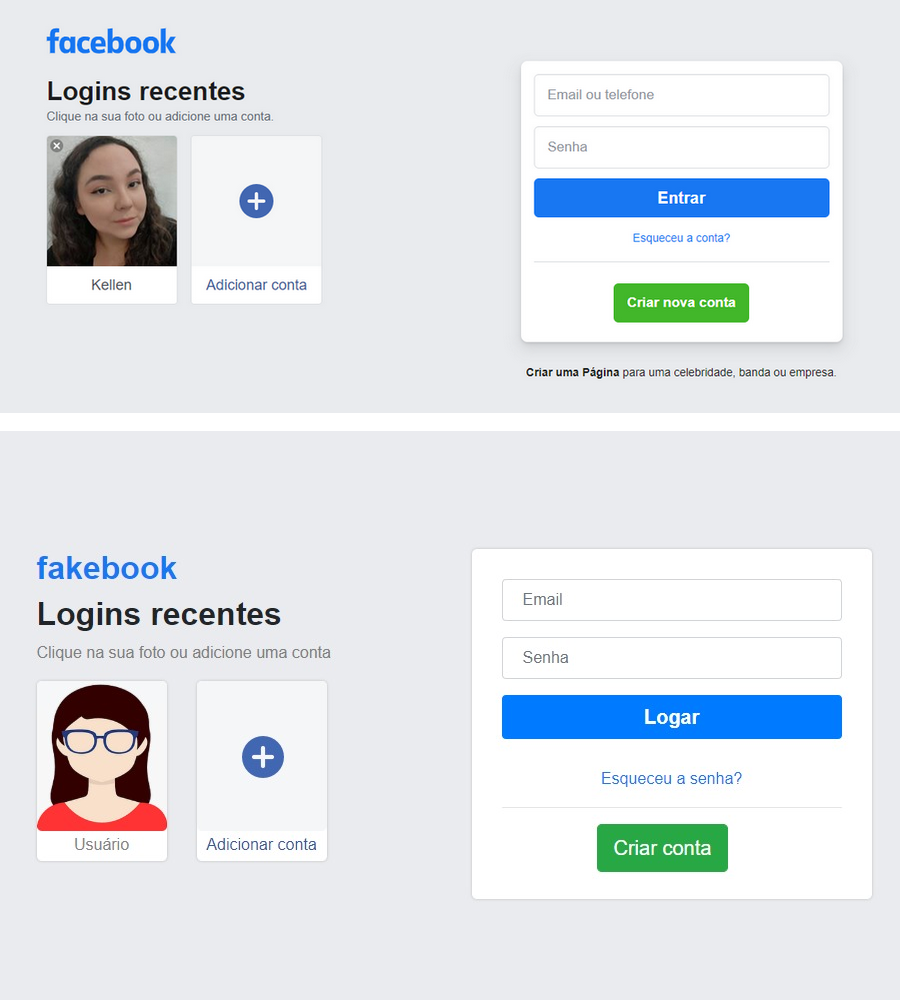 facebook
Logins recentes
Clique na sua foto ou adicione uma conta.
Kellen
Adicionar conta
Email ou telefone
Senha
Entrar
Esqueceu a conta?
Criar nova conta
Criar uma Página para uma celebridade, banda ou empresa.
fakebook
Logins recentes
Clique na sua foto ou adicione uma conta
Usuário
Adicionar conta
Email
Senha
Logar
Esqueceu a senha?
Criar conta